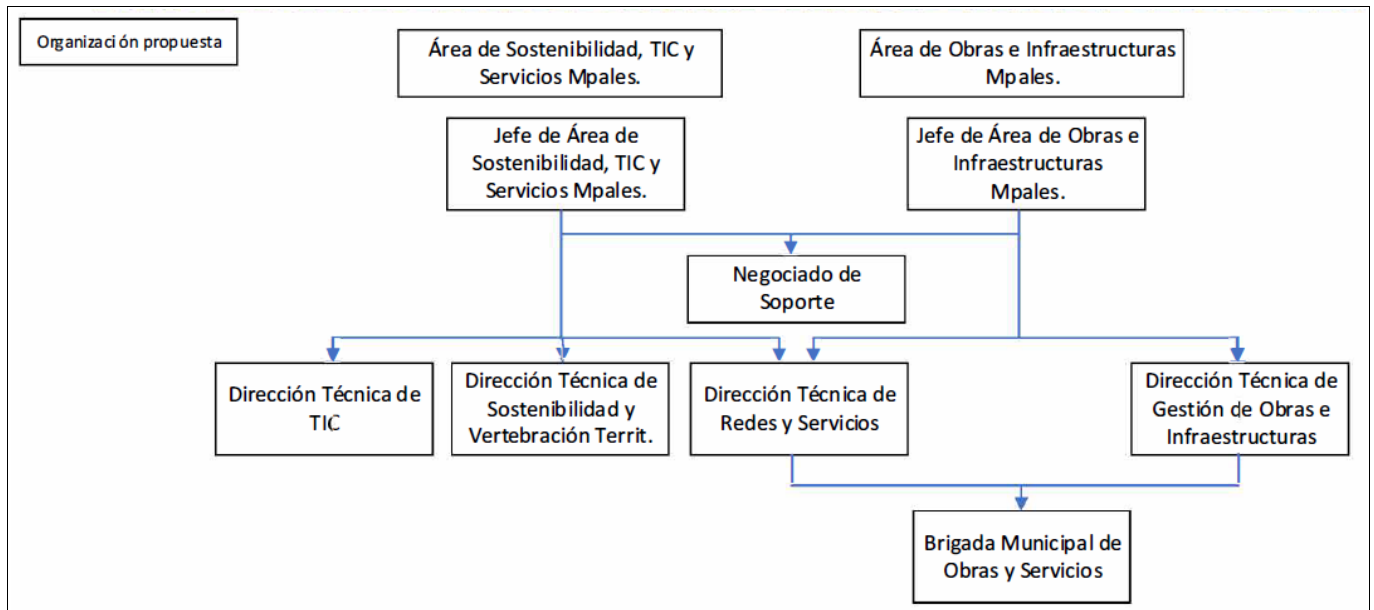 Organización propuesta
Área de Sostenibilidad, TIC y
Servicios Mpales.
Área de Obras e Infraestructuras
Mpales.
Jefe de Área de
Sostenibilidad, TIC y
Servicios Mpales.
Jefe de Área de Obras e
Infraestructuras
Mpales.
Negociado de
Soporte
Dirección Técnica de
TIC
Dirección Técnica de
Sostenibilidad y
Vertebración Territ.
Dirección Técnica de
Redes y Servicios
Dirección Técnica de
Gestión de Obras e
Infraestructuras
Brigada Municipal de
Obras y Servicios